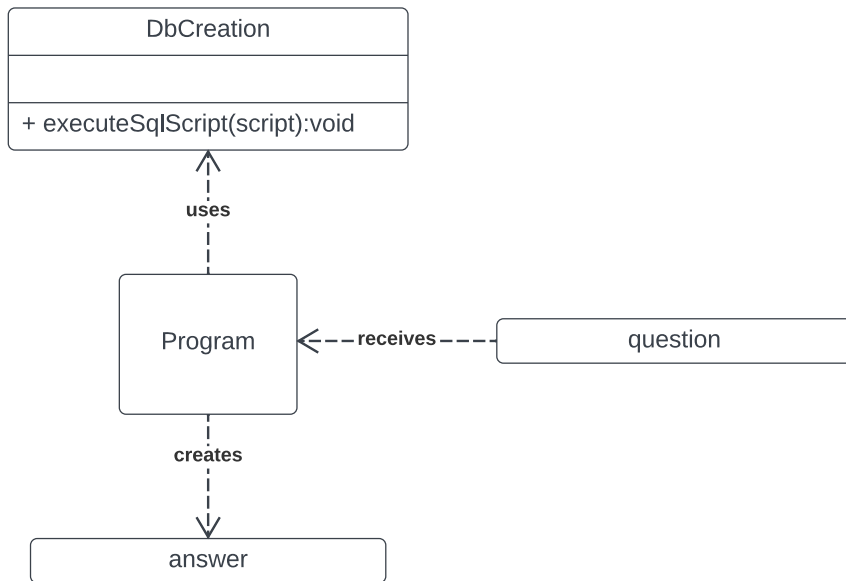 DbCreation
+ executeSqlScript(script):void
uses
Program
receives
question
creates
answer